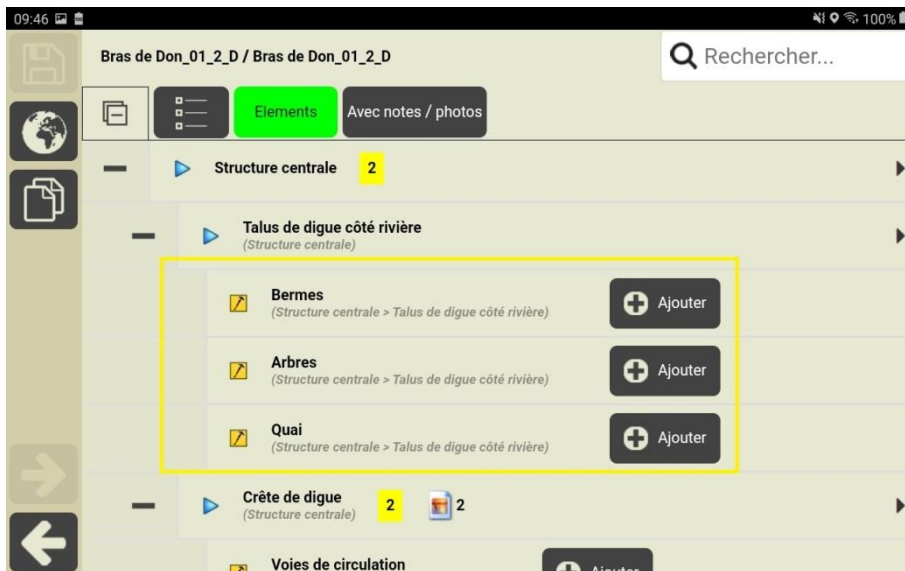 09:46
100%
Bras de Don_01_2_D / Bras de Don_01_2_D
Rechercher...
Elements
Avec notes / photos
Structure centrale 2
Talus de digue côté rivière
(Structure centrale)
Bermes
(Structure centrale > Talus de digue côté rivière)
Ajouter
Arbres
(Structure centrale > Talus de digue côté rivière)
Ajouter
Quai
(Structure centrale > Talus de digue côté rivière)
Ajouter
Crête de digue 2 2
(Structure centrale)
Voies de circulation
Ajouter